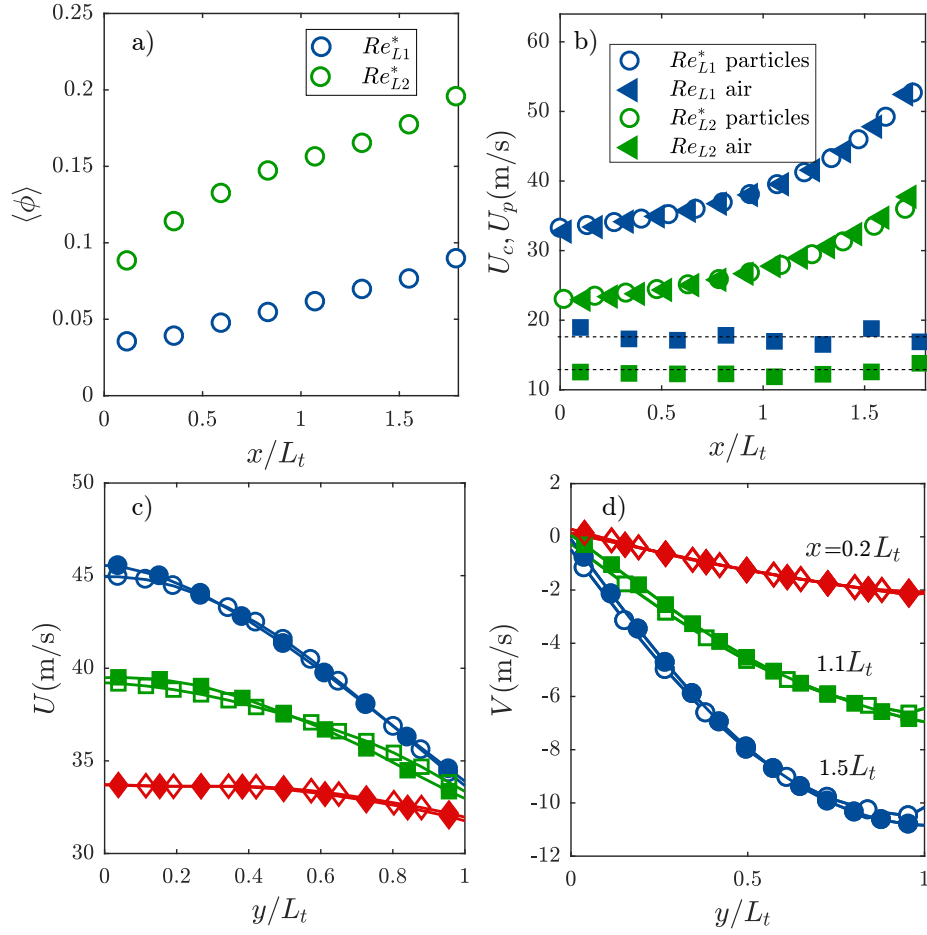 a)
Re*L1
Re*L2
0.25
0.2
0.15
0.1
0.05
0
0
0.5
1
1.5
⟨ϕ⟩
x/Lt
b)
Re*L1 particles
ReL1 air
Re*L2 particles
ReL2 air
60
50
40
30
20
10
0
0.5
1
1.5
Uc, Up(m/s)
x/Lt
c)
50
45
40
35
30
0
0.2
0.4
0.6
0.8
1
U(m/s)
y/Lt
d)
x=0.2Lt
1.1Lt
1.5Lt
2
0
-2
-4
-6
-8
-10
-12
0
0.5
1
V(m/s)
y/Lt